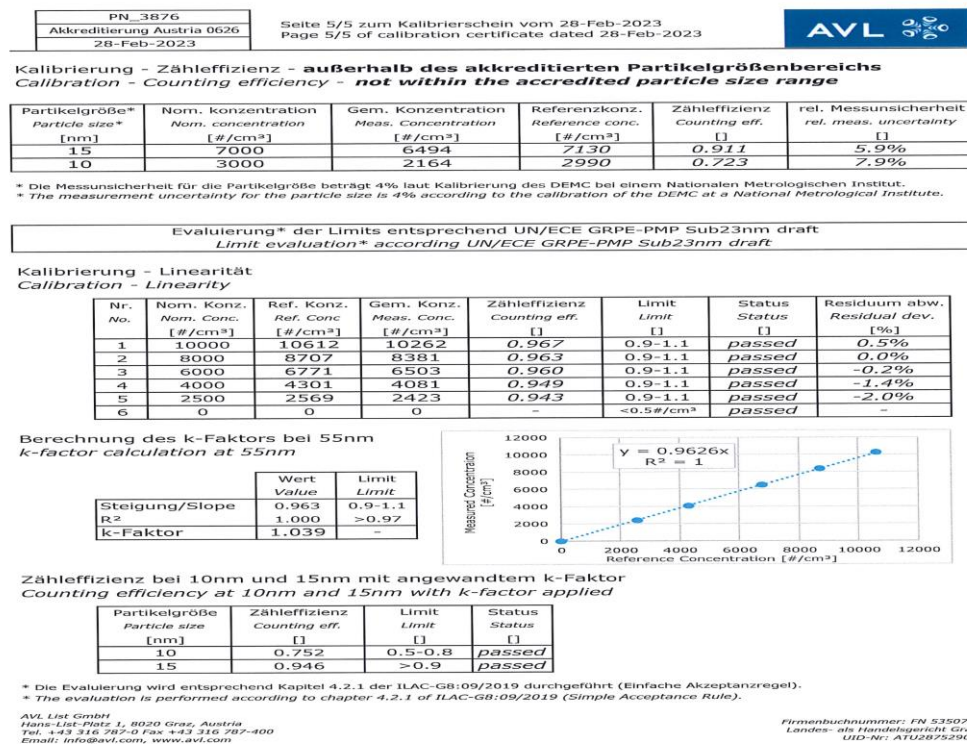 PN_3876
Akkreditierung Austria 0626
28-Feb-2023
Seite 5/5 zum Kalibrierschein vom 28-Feb-2023
Page 5/5 of calibration certificate dated 28-Feb-2023
AVL
Kalibrierung - Zähleffizienz - außerhalb des akkreditierten Partikelgrößenbereichs
Calibration - Counting efficiency - not within the accredited particle size range
Partikelgröße* Nom. konzentration Gem. Konzentration Referenzkonz. Zähleffizienz rel. Messunsicherheit
Particle size* Nom. concentration Meas. Concentration Reference conc. Counting eff. rel. meas. uncertainty
[nm] [#/cm³] [#/cm³] [#/cm³] [] []
15 7000 6494 7130 0.911 5.9%
10 3000 2164 2990 0.723 7.9%
* Die Messunsicherheit für die Partikelgröße beträgt 4% laut Kalibrierung des DEMC bei einem Nationalen Metrologischen Institut.
* The measurement uncertainty for the particle size is 4% according to the calibration of the DEMC at a National Metrological Institute.
Evaluierung* der Limits entsprechend UN/ECE GRPE-PMP Sub23nm draft
Limit evaluation* according UN/ECE GRPE-PMP Sub23nm draft
Kalibrierung - Linearität
Calibration - Linearity
Nr. Nom. Konz. Ref. Konz. Gem. Konz. Zähleffizienz Limit Status Residuum abw.
No. Nom. Conc. Ref. Conc Meas. Conc. Counting eff. Limit Status Residual dev.
[#/cm³] [#/cm³] [#/cm³] [] [] [] [%]
1 10000 10612 10262 0.967 0.9-1.1 passed 0.5%
2 8000 8707 8381 0.963 0.9-1.1 passed 0.0%
3 6000 6771 6503 0.960 0.9-1.1 passed -0.2%
4 4000 4301 4081 0.949 0.9-1.1 passed -1.4%
5 2500 2569 2423 0.943 0.9-1.1 passed -2.0%
6 0 0 0 - <0.5#/cm³ passed -
Berechnung des k-Faktors bei 55nm
k-factor calculation at 55nm
Wert Limit
Value Limit
Steigung/Slope 0.963 0.9-1.1
R² 1.000 >0.97
k-Faktor 1.039 -
Measured Concentraion
[#/cm³]
12000
10000
8000
6000
4000
2000
0
y = 0.9626x
R² = 1
0 2000 4000 6000 8000 10000 12000
Reference Concentration [#/cm³]
Zähleffizienz bei 10nm und 15nm mit angewandtem k-Faktor
Counting efficiency at 10nm and 15nm with k-factor applied
Partikelgröße Zähleffizienz Limit Status
Particle size Counting eff. Limit Status
[nm] [] [] []
10 0.752 0.5-0.8 passed
15 0.946 >0.9 passed
* Die Evaluierung wird entsprechend Kapitel 4.2.1 der ILAC-G8:09/2019 durchgeführt (Einfache Akzeptanzregel).
* The evaluation is performed according to chapter 4.2.1 of ILAC-G8:09/2019 (Simple Acceptance Rule).
AVL List GmbH
Hans-List-Platz 1, 8020 Graz, Austria
Tel. +43 316 787-0 Fax +43 316 787-400
Email: info@avl.com, www.avl.com
Firmenbuchnummer: FN 53507
Landes- als Handelsgericht Gra
UID-Nr: ATU2875290